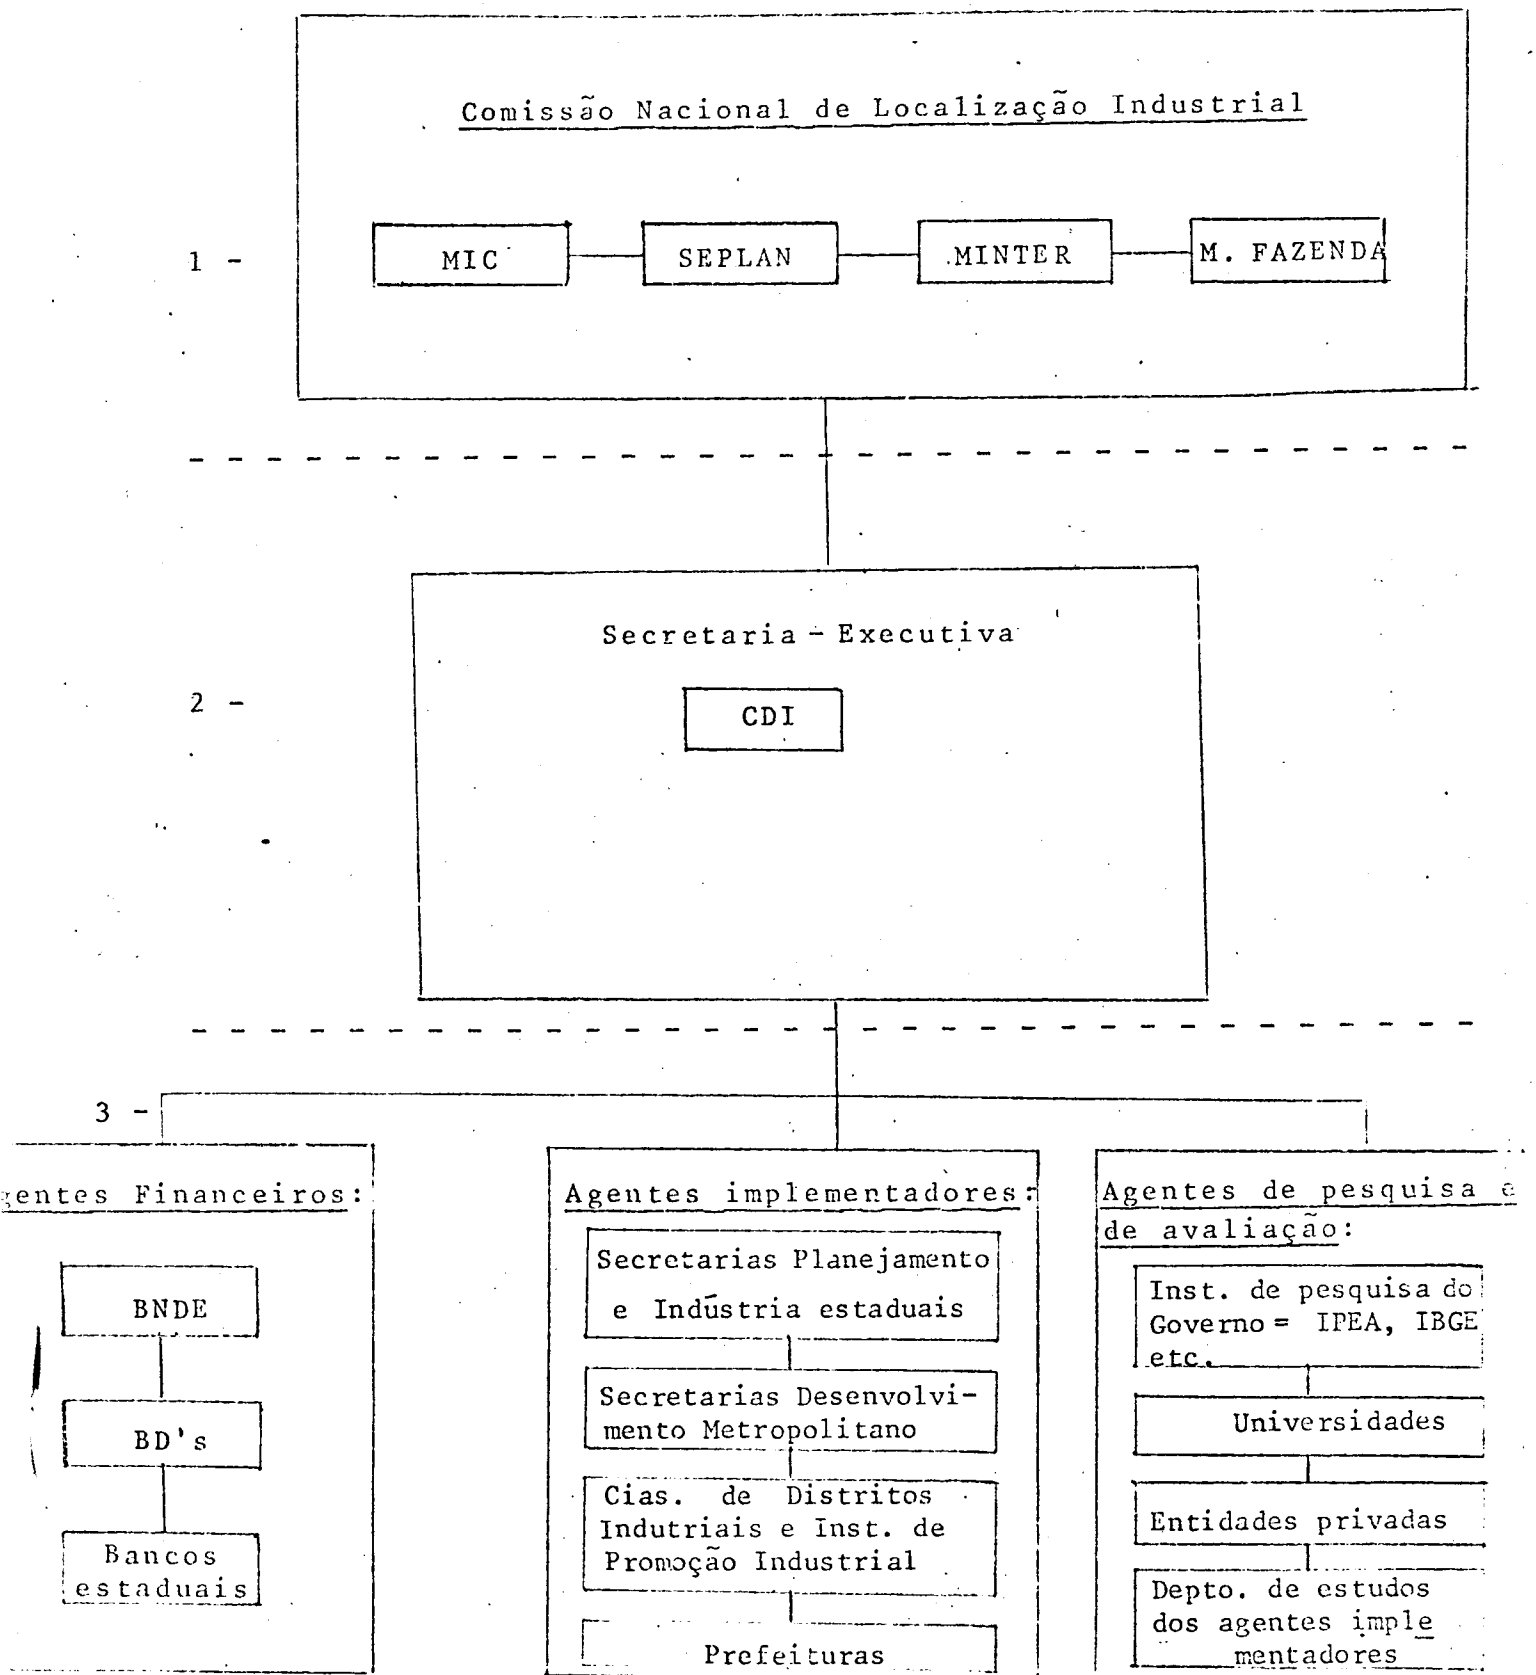 Comissão Nacional de Localização Industrial
1 -
MIC
SEPLAN
MINTER
M. FAZENDA
Secretaria - Executiva
2 -
CDI
3 -
gentes Financeiros:
BNDE
BD's
Bancos
estaduais
Agentes implementadores:
Secretarias Planejamento
e Indústria estaduais
Secretarias Desenvolvi-
mento Metropolitano
Cias. de Distritos
Indutriais e Inst. de
Promoção Industrial
Prefeituras
Agentes de pesquisa e
de avaliação:
Inst. de pesquisa do
Governo = IPEA, IBGE
etc.
Universidades
Entidades privadas
Depto. de estudos
dos agentes imple
mentadores